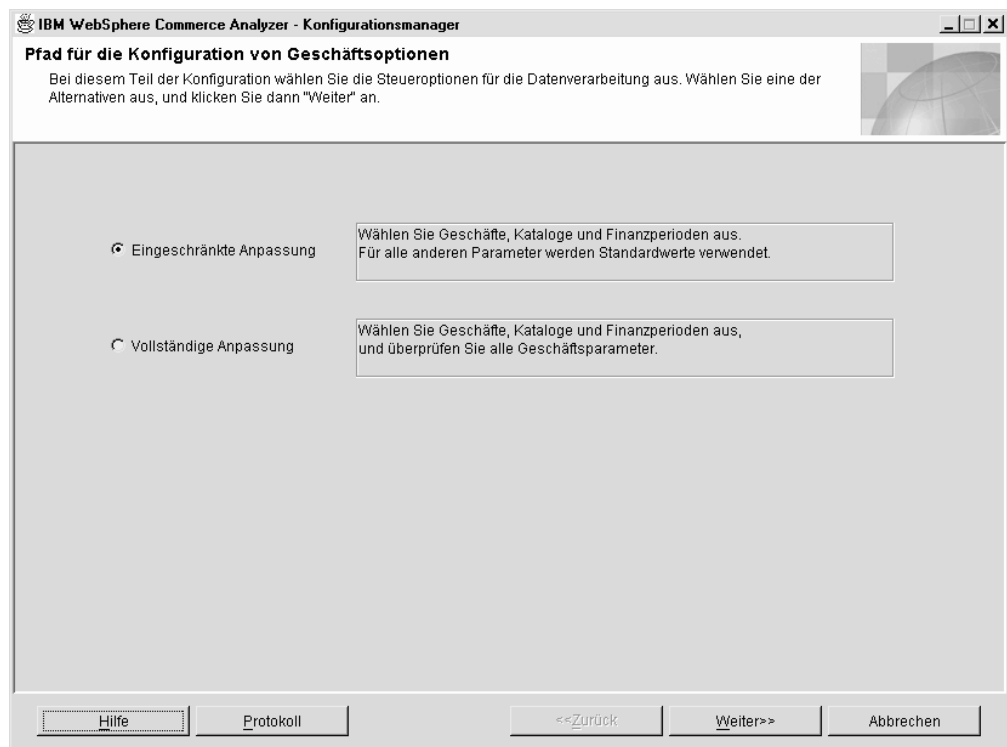 IBM WebSphere Commerce Analyzer - Konfigurationsmanager
Pfad für die Konfiguration von Geschäftsoptionen
Bei diesem Teil der Konfiguration wählen Sie die Steueroptionen für die Datenverarbeitung aus. Wählen Sie eine der
Alternativen aus, und klicken Sie dann "Weiter" an.
Eingeschränkte Anpassung
Wählen Sie Geschäfte, Kataloge und Finanzperioden aus.
Für alle anderen Parameter werden Standardwerte verwendet.
Vollständige Anpassung
Wählen Sie Geschäfte, Kataloge und Finanzperioden aus,
und überprüfen Sie alle Geschäftsparameter.
Hilfe
Protokoll
<<Zurück
Weiter>>
Abbrechen